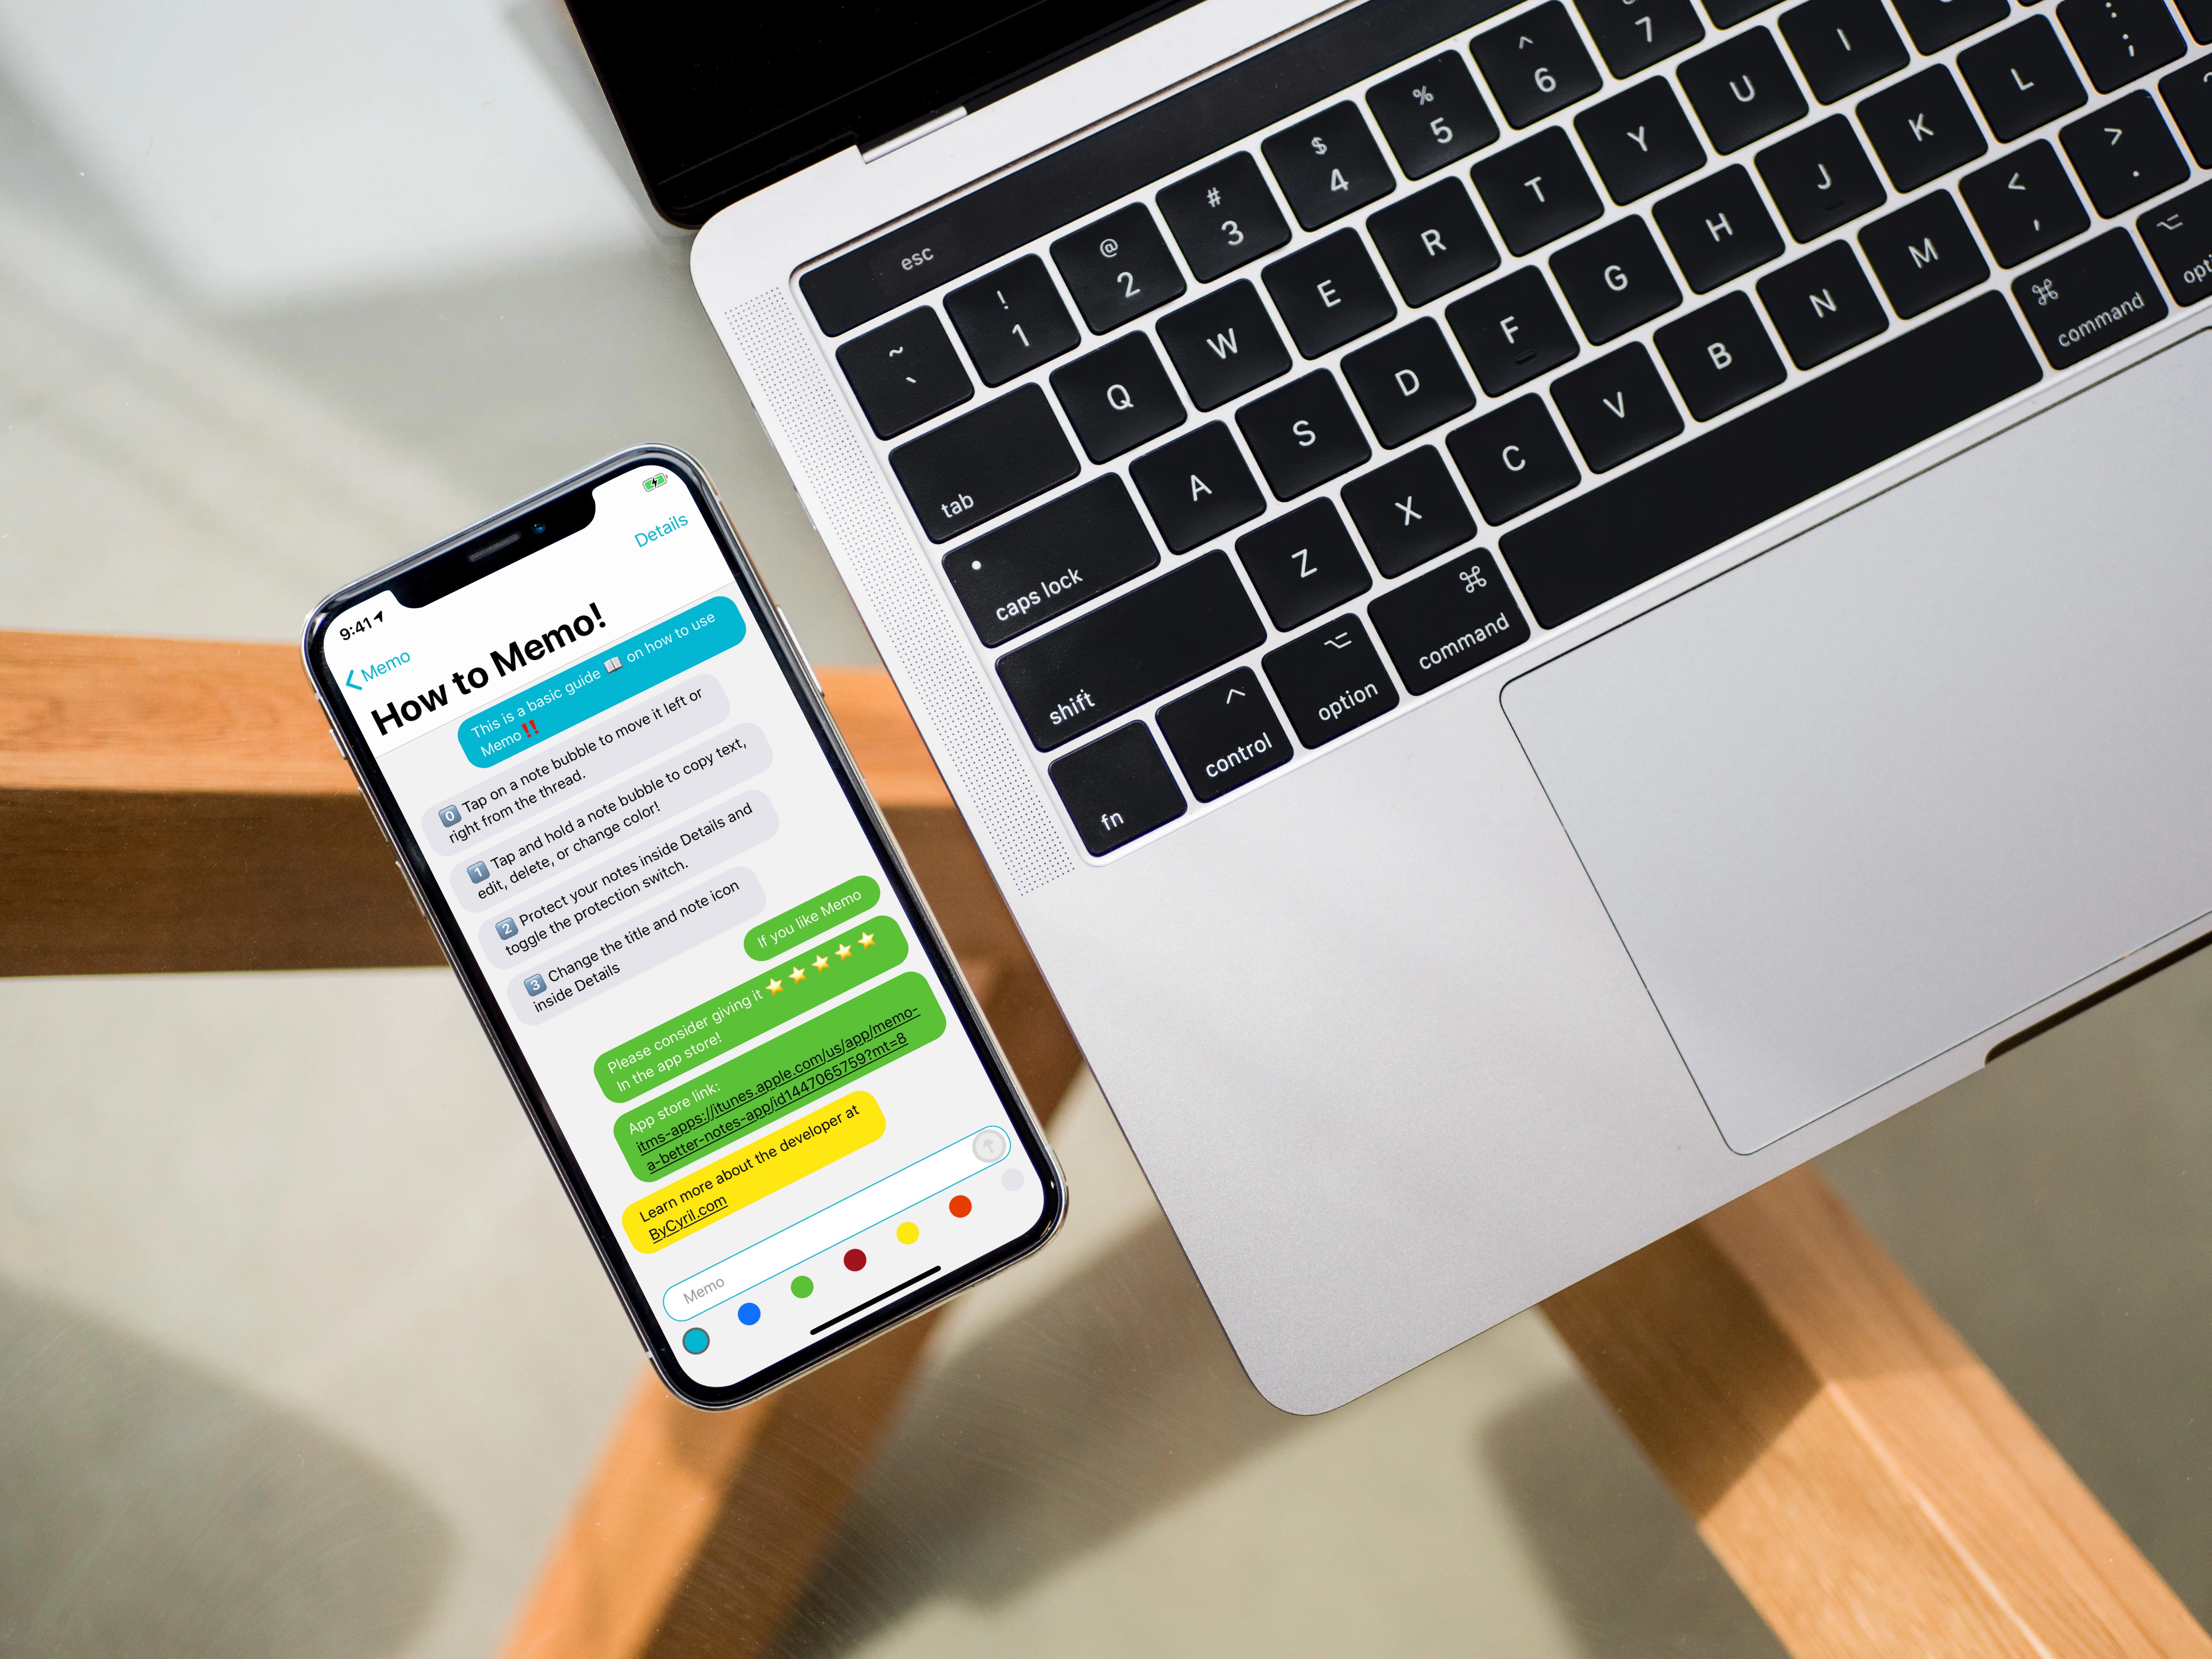 9:41
Memo
Details
How to Memo!
This is a basic guide 📖 on how to use
Memo‼️
0️⃣ Tap on a note bubble to move it left or
right from the thread.
1️⃣ Tap and hold a note bubble to copy text,
edit, delete, or change color!
2️⃣ Protect your notes inside Details and
toggle the protection switch.
3️⃣ Change the title and note icon
inside Details
If you like Memo
Please consider giving it ⭐️ ⭐️ ⭐️ ⭐️ ⭐️
In the app store!
App store link:
itms-apps://itunes.apple.com/us/app/memo-
a-better-notes-app/id1447065759?mt=8
Learn more about the developer at
ByCyril.com
Memo
esc
~ ! @ # $ % ^
` 1 2 3 4 5 6 7
tab Q W E R T Y U I
caps lock A S D F G H J K L : ;
shift Z X C V B N M < , > .
fn ^ control ⌥ option ⌘ command ⌘ command ⌥ opti